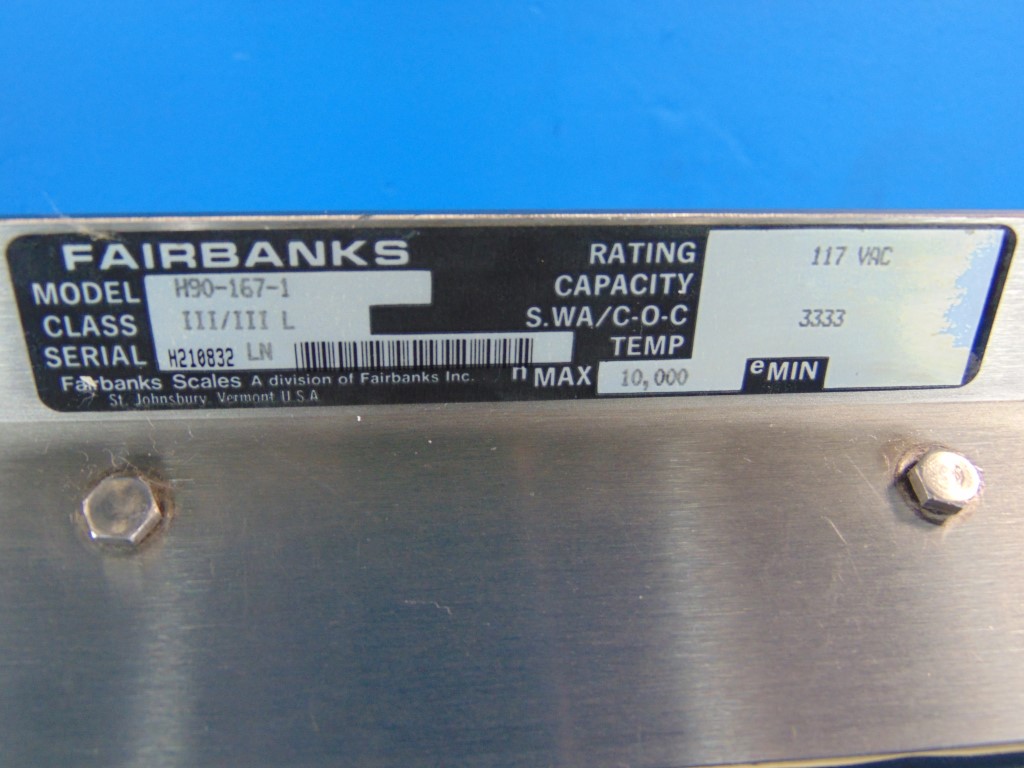 FAIRBANKS
MODEL H90-167-1
CLASS III/III L
SERIAL H210832 LN
Fairbanks Scales A division of Fairbanks Inc.
St. Johnsbury, Vermont U.S.A
RATING 117 VAC
CAPACITY
S.WA/C-O-C 3333
TEMP
n MAX 10,000 e MIN